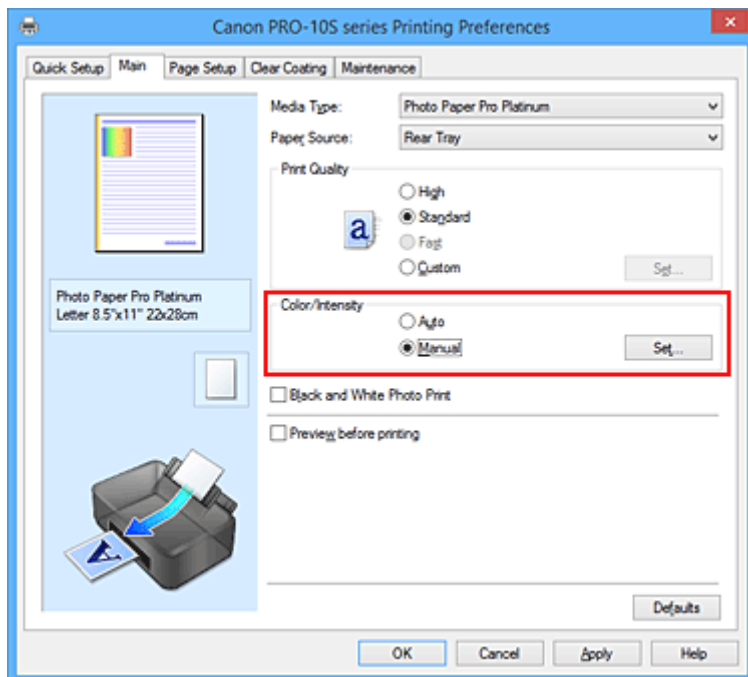 Canon PRO-10S series Printing Preferences
Quick Setup Main Page Setup Clear Coating Maintenance
Media Type: Photo Paper Pro Platinum
Paper Source: Rear Tray
Print Quality
High
a Standard
Fast
Custom Set...
Photo Paper Pro Platinum
Letter 8.5"x11" 22x28cm
Color/Intensity
Auto
Manual Set...
Black and White Photo Print
Preview before printing
A
Defaults
OK Cancel Apply Help